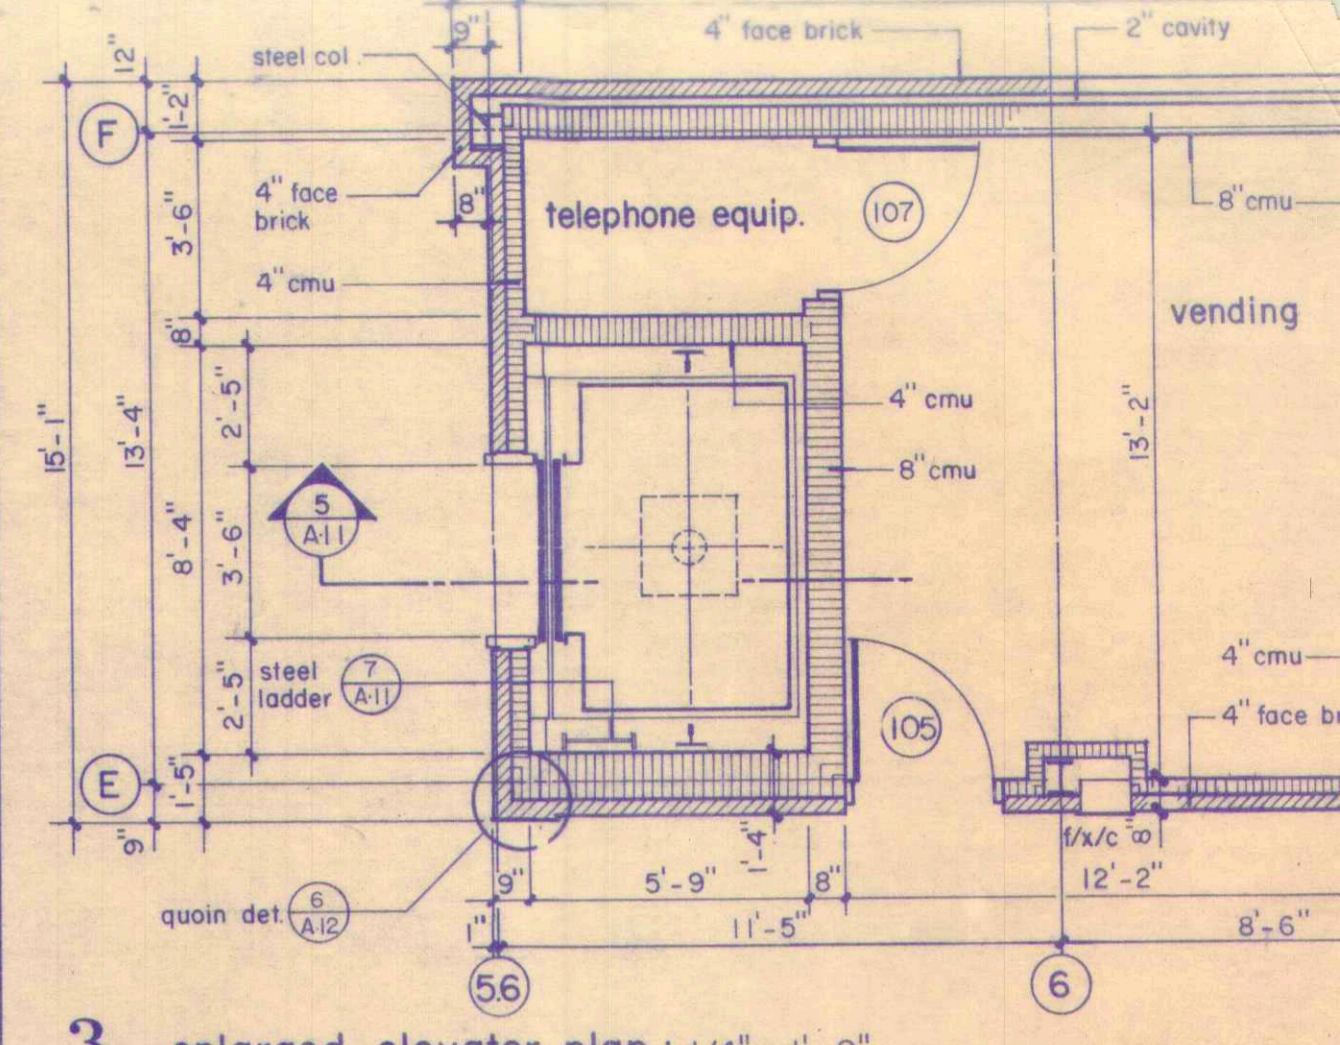 9"
4" face brick
2" cavity
12"
steel col.
1'-2"
F
4" face
brick
8"
telephone equip.
107
8" cmu
3'-6"
4" cmu
vending
8"
2'-5"
4" cmu
15'-1"
13'-4"
13'-2"
8" cmu
5
A·11
8'-4"
3'-6"
4" cmu
steel
ladder
7
A·11
2'-5"
105
4" face
E
1'-5"
9"
1'-4"
f/x/c
8"
9"
5'-9"
8"
12'-2"
quoin det.
6
A·12
1"
11'-5"
8'-6"
5.6
6
3
enlarged elevator plan